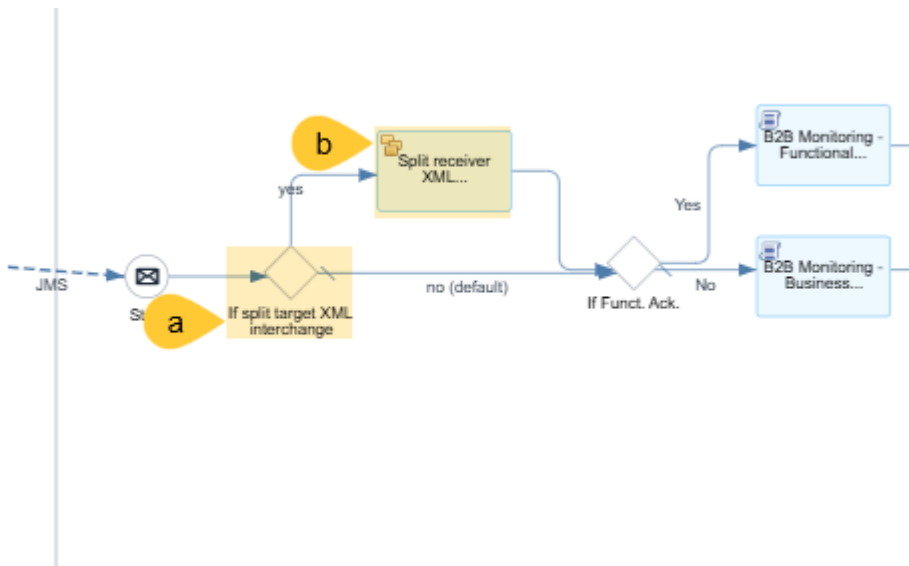 b
Split receiver
XML...
yes
B2B Monitoring -
Functional...
Yes
JMS
St
a
If split target XML
interchange
no (default)
If Funct. Ack.
No
B2B Monitoring -
Business...